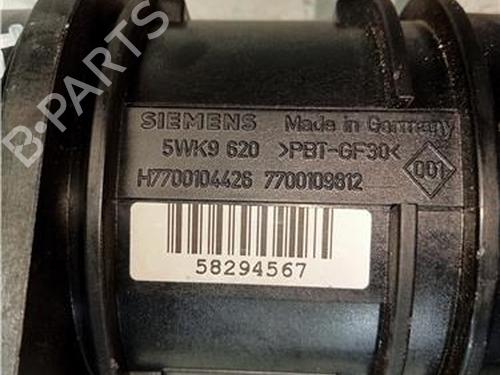 B-PARTS
SIEMENS Made in Germany
5WK9 620 >PBT-GF30<
001
H7700104426 7700109812
58294567